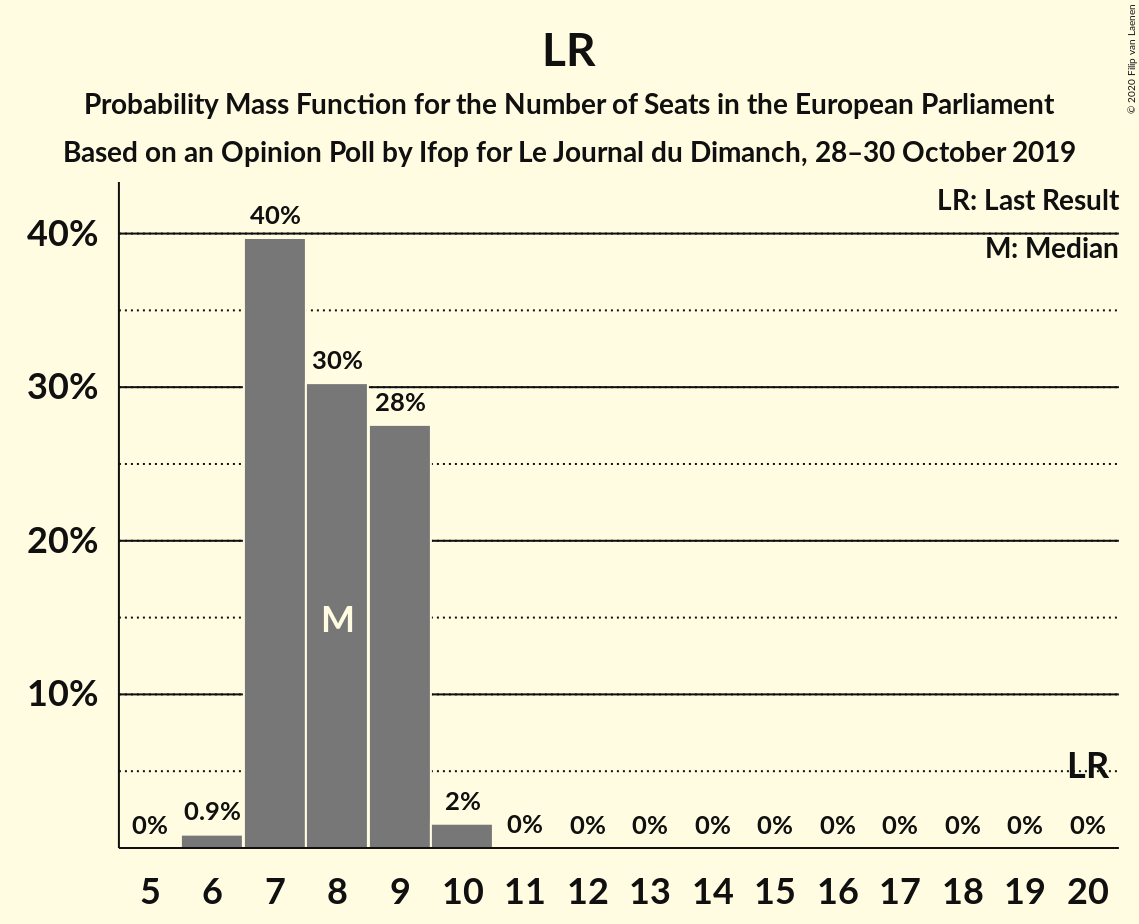 LR
Probability Mass Function for the Number of Seats in the European Parliament
Based on an Opinion Poll by Ifop for Le Journal du Dimanch, 28–30 October 2019
© 2020 Filip van Laenen
LR: Last Result
M: Median
40%
30%
20%
10%
0% 0.9% 40% 30% 28% 2% 0% 0% 0% 0% 0% 0% 0% 0% 0% 0%
M
LR
5 6 7 8 9 10 11 12 13 14 15 16 17 18 19 20